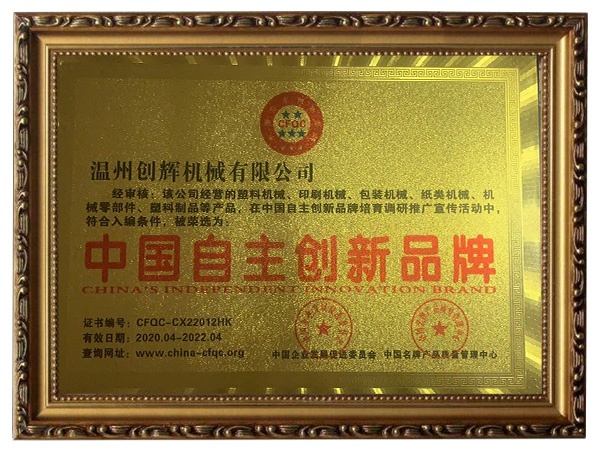 CFQC
温州创辉机械有限公司
经审核：该公司经营的塑料机械、印刷机械、包装机械、纸类机械、机
械零部件、塑料制品等产品，在中国自主创新品牌培育调研推广宣传活动中，
符合入编条件，被荣选为：
中国自主创新品牌
CHINA'S INDEPENDENT INNOVATION BRAND
证书编号：CFQC-CX22012HK
有效日期：2020.04-2022.04
查询网址：www.china-cfqc.org
中国企业发展促进委员会 中国名牌产品质量管理中心